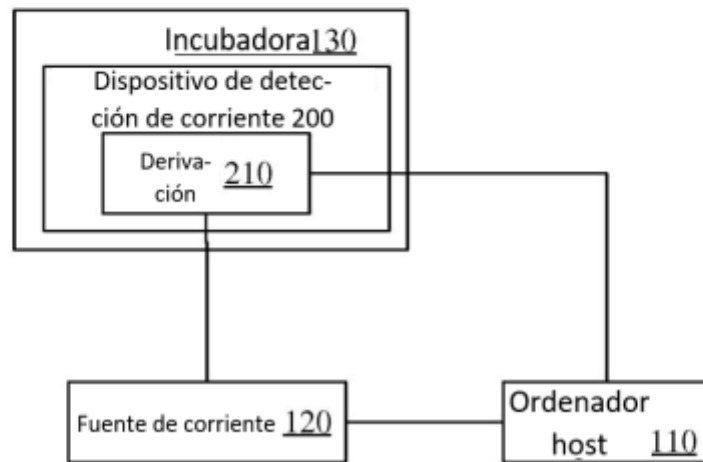 Incubadora130
Dispositivo de detec-
ción de corriente 200
Deriva-
ción 210
Fuente de corriente 120
Ordenador
host 110